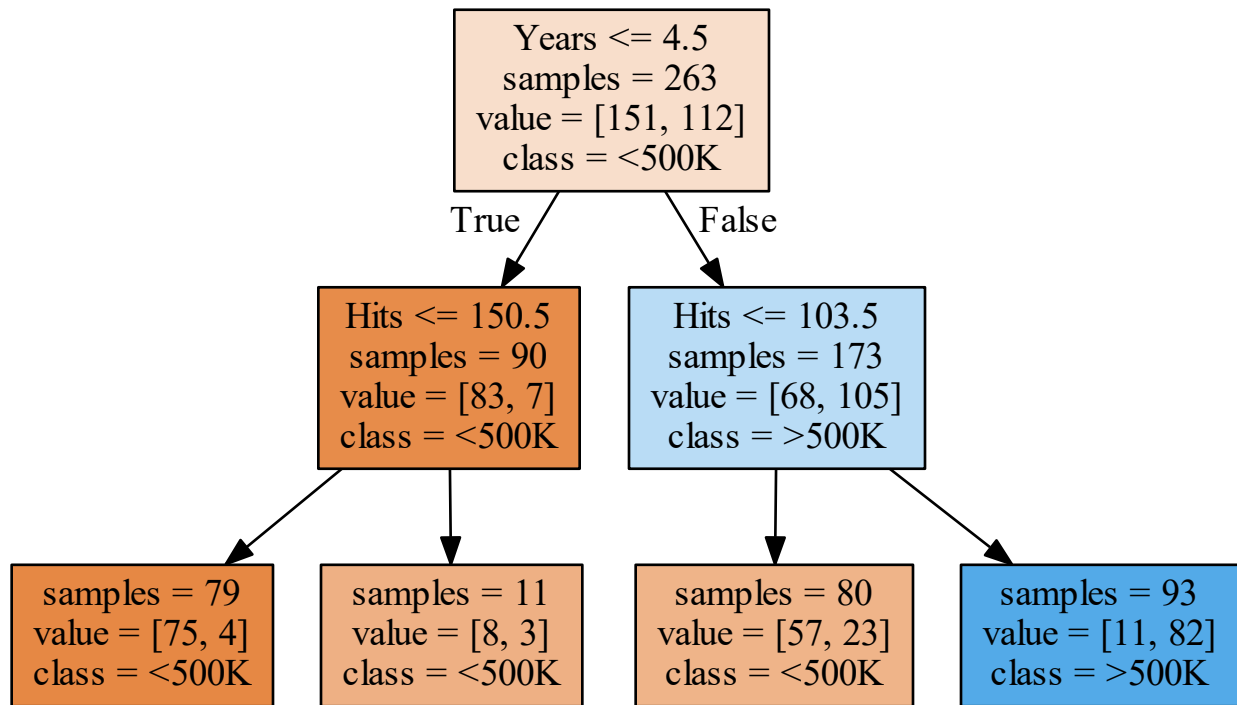 Years <= 4.5
samples = 263
value = [151, 112]
class = <500K
True
False
Hits <= 150.5
samples = 90
value = [83, 7]
class = <500K
Hits <= 103.5
samples = 173
value = [68, 105]
class = >500K
samples = 79
value = [75, 4]
class = <500K
samples = 11
value = [8, 3]
class = <500K
samples = 80
value = [57, 23]
class = <500K
samples = 93
value = [11, 82]
class = >500K